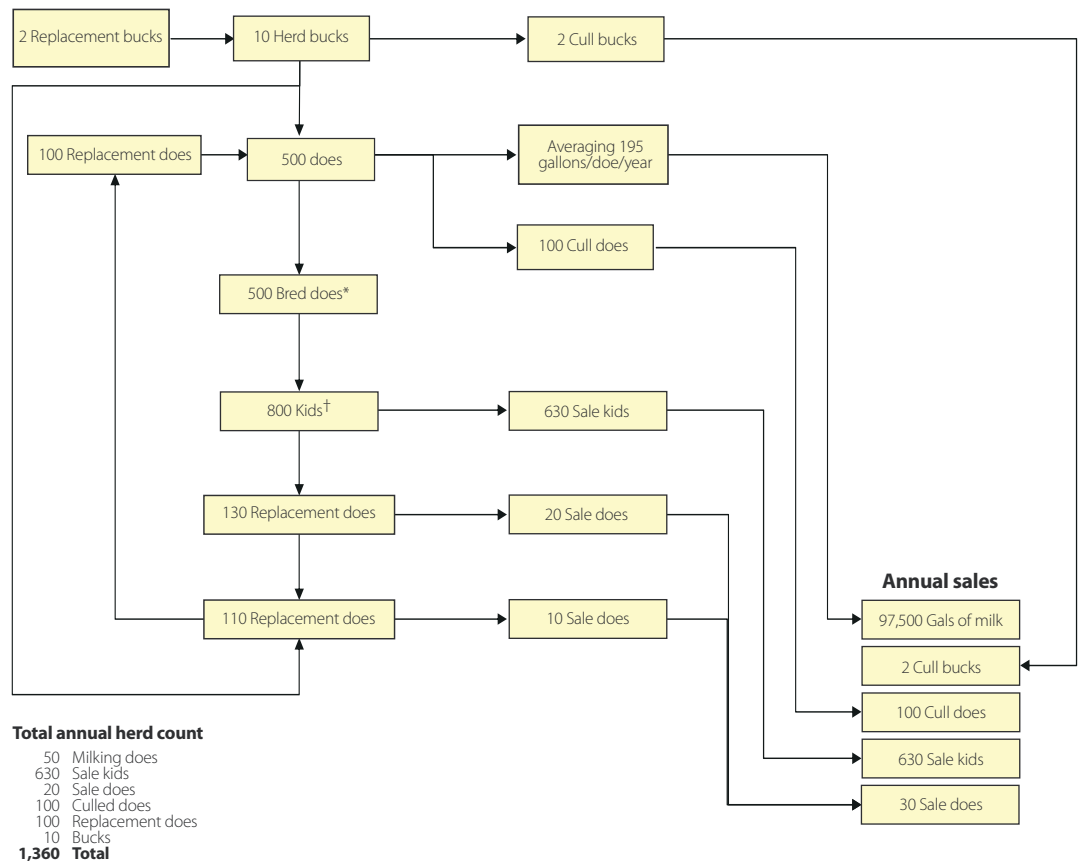 2 Replacement bucks
10 Herd bucks
2 Cull bucks
100 Replacement does
500 does
Averaging 195
gallons/doe/year
100 Cull does
500 Bred does*
800 Kids†
630 Sale kids
130 Replacement does
20 Sale does
110 Replacement does
10 Sale does
Annual sales
97,500 Gals of milk
2 Cull bucks
100 Cull does
630 Sale kids
30 Sale does
Total annual herd count
50 Milking does
630 Sale kids
20 Sale does
100 Culled does
100 Replacement does
10 Bucks
1,360 Total